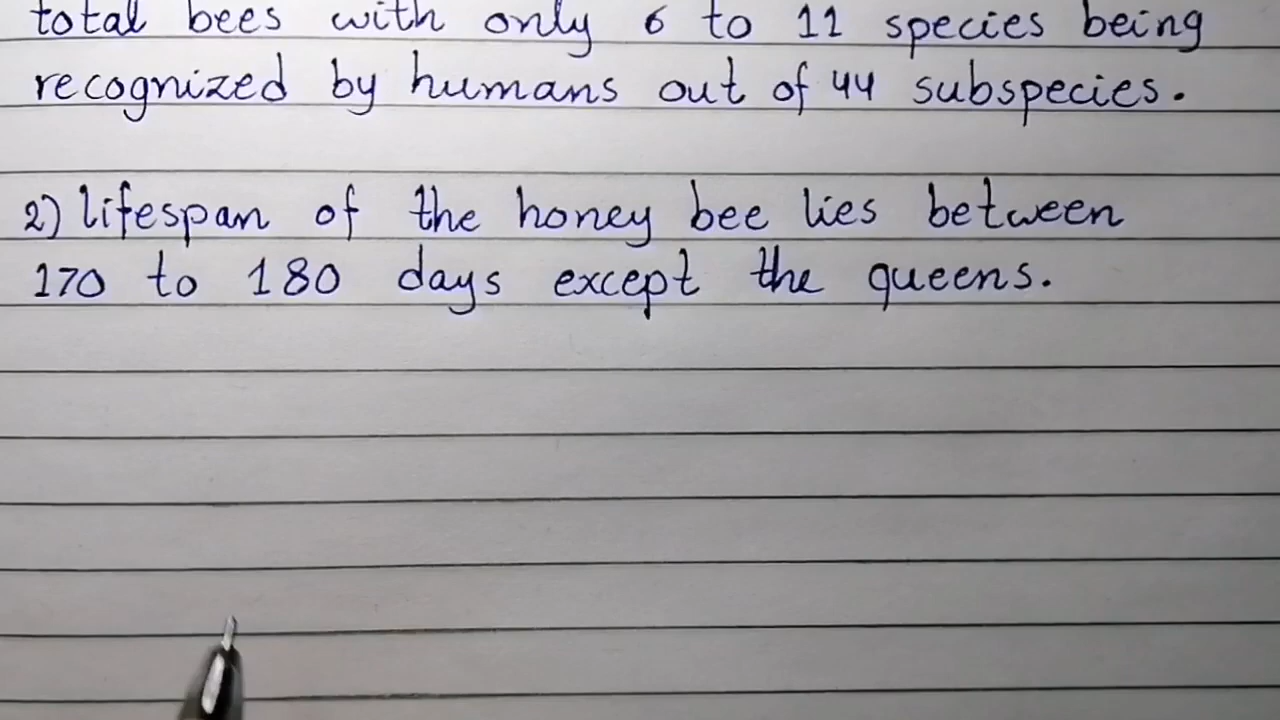 total bees with only 6 to 11 species being
recognized by humans out of 44 subspecies.
2) lifespan of the honey bee lies between
170 to 180 days except the queens.